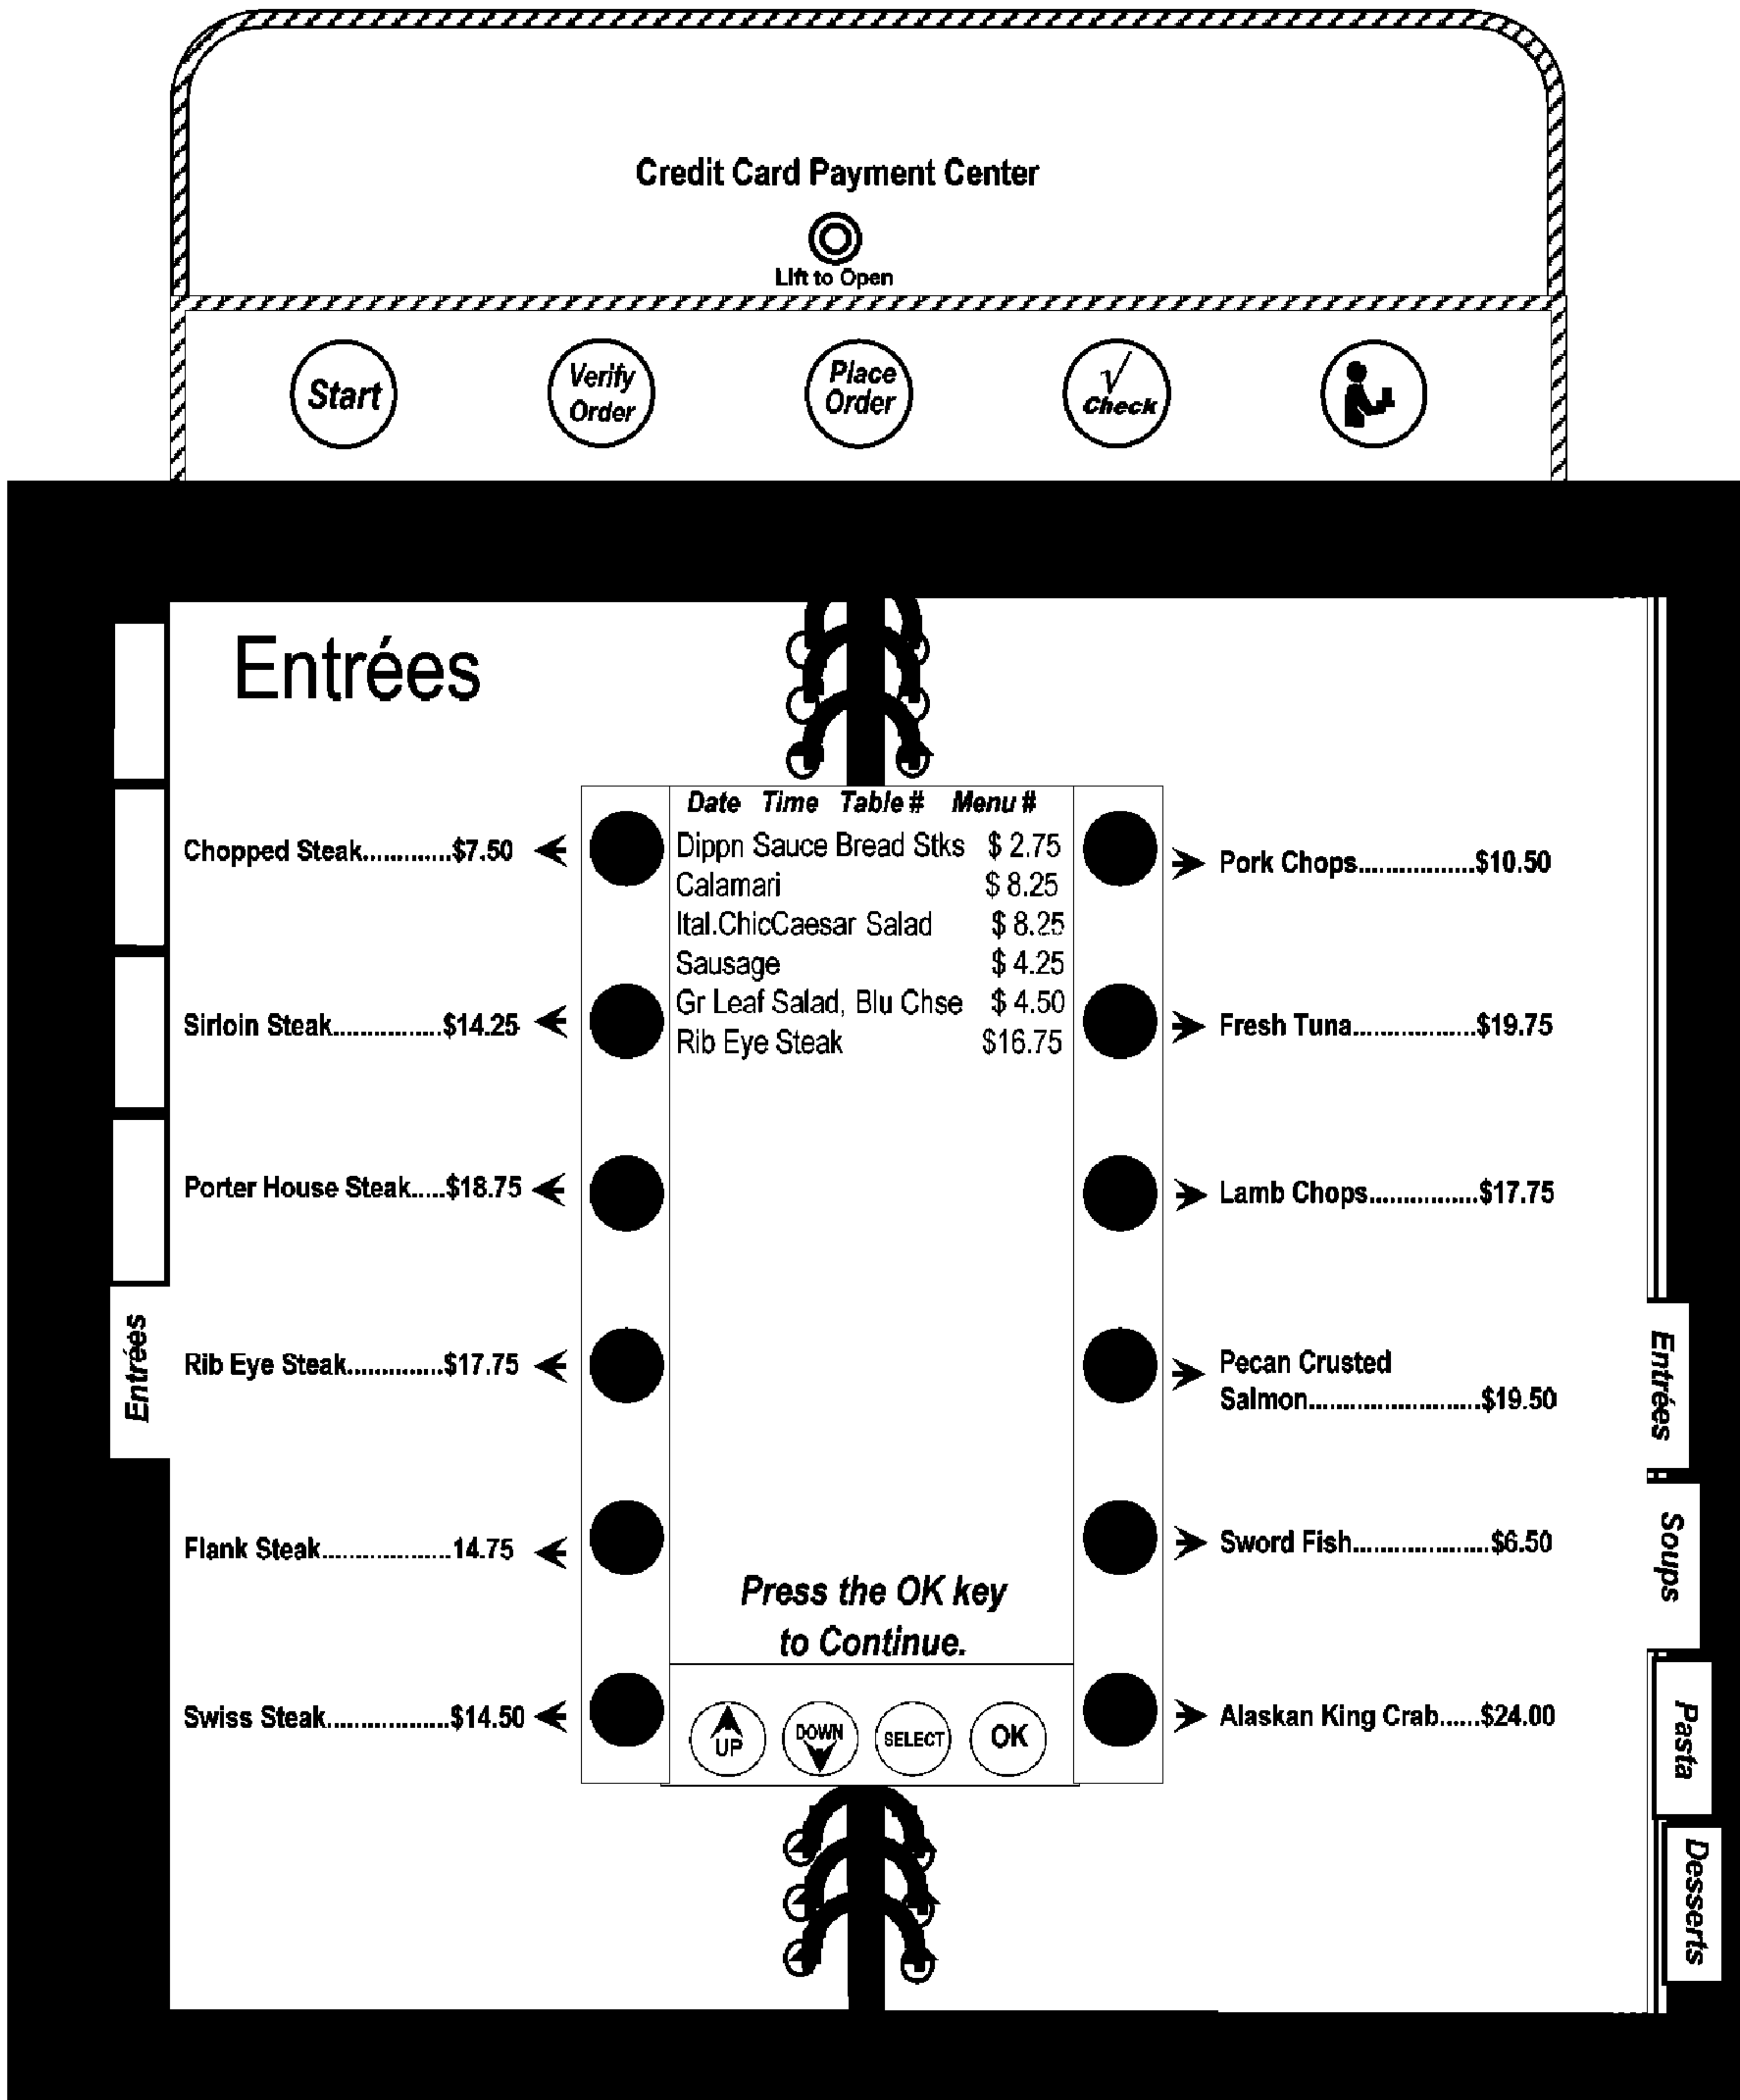 Credit Card Payment Center
Lift to Open
Start
Verify
Order
Place
Order
√
Check
Entrées
Date Time Table # Menu #
Dippn Sauce Bread Stks $ 2.75
Calamari $ 8.25
Ital.ChicCaesar Salad $ 8.25
Sausage $ 4.25
Gr Leaf Salad, Blu Chse $ 4.50
Rib Eye Steak $16.75
Press the OK key
to Continue.
UP
DOWN
SELECT
OK
Chopped Steak.............$7.50
Sirloin Steak................$14.25
Porter House Steak.....$18.75
Rib Eye Steak..............$17.75
Flank Steak...................14.75
Swiss Steak..................$14.50
Pork Chops.................$10.50
Fresh Tuna..................$19.75
Lamb Chops................$17.75
Pecan Crusted
Salmon.........................$19.50
Sword Fish....................$6.50
Alaskan King Crab......$24.00
Entrées
Entrées
Soups
Pasta
Desserts